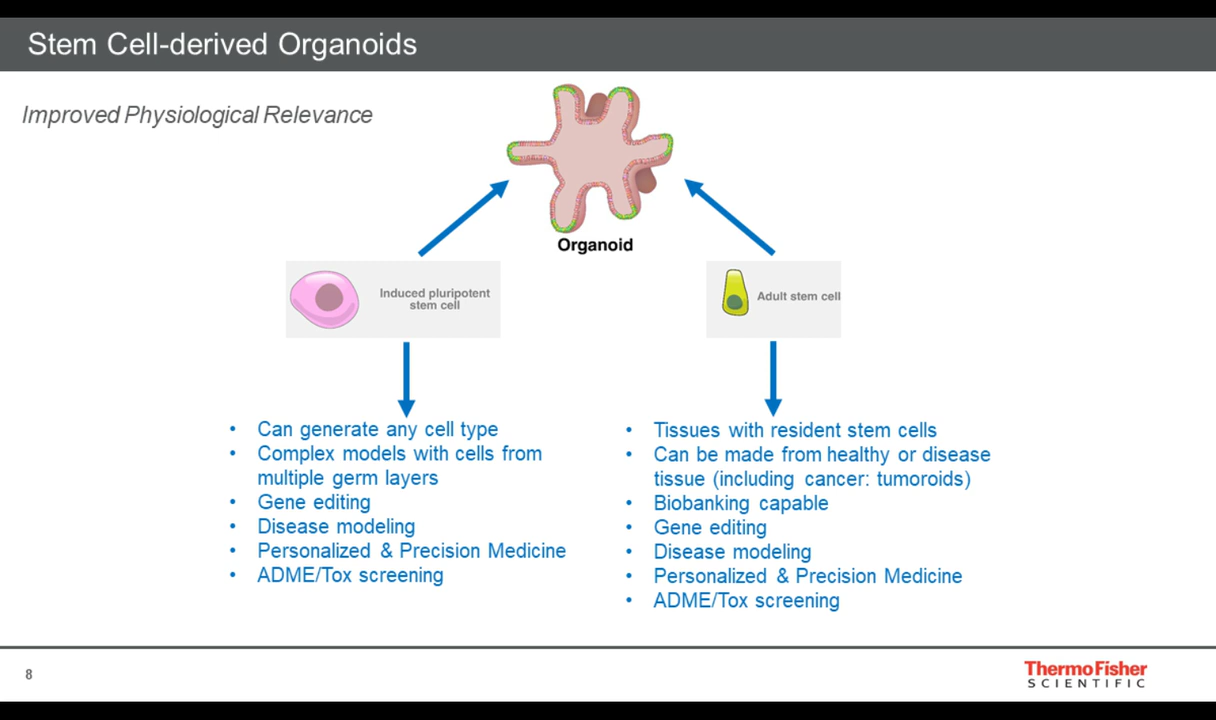 Stem Cell-derived Organoids
Improved Physiological Relevance
Organoid
Induced pluripotent
stem cell
Adult stem cell
• Can generate any cell type
• Complex models with cells from
multiple germ layers
• Gene editing
• Disease modeling
• Personalized & Precision Medicine
• ADME/Tox screening
• Tissues with resident stem cells
• Can be made from healthy or disease
tissue (including cancer: tumoroids)
• Biobanking capable
• Gene editing
• Disease modeling
• Personalized & Precision Medicine
• ADME/Tox screening
8
ThermoFisher
SCIENTIFIC